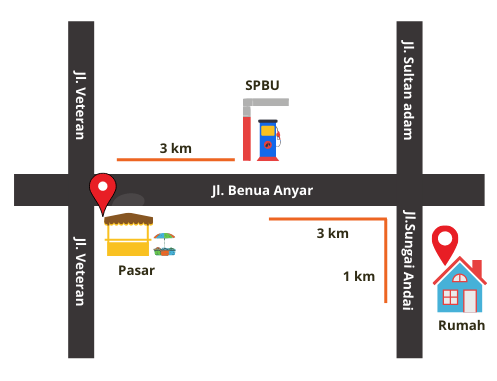 Jl. Veteran
Jl. Sultan adam
SPBU
3 km
Jl. Benua Anyar
Jl. Veteran
Pasar
3 km
1 km
Jl.Sungai Andai
Rumah